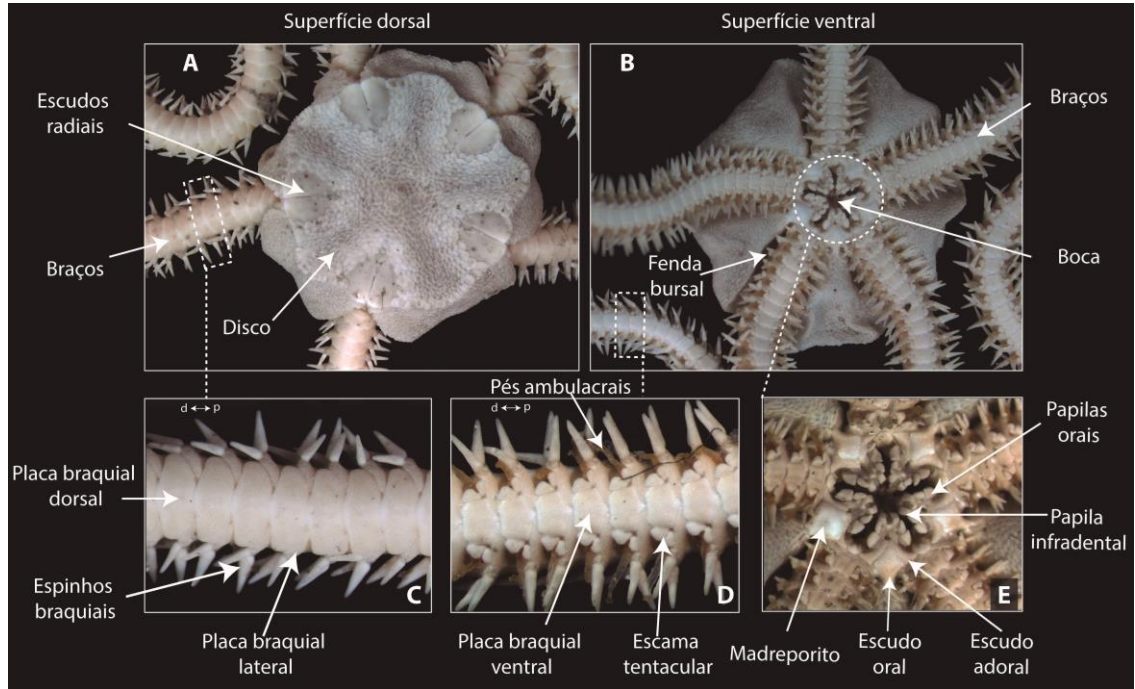 Superfície dorsal
Superfície ventral
A
Escudos
radiais
Braços
Disco
B
Braços
Boca
Fenda
bursal
Pés ambulacrais
d ↔ p
Placa braquial
dorsal
Espinhos
braquiais
C
Placa braquial
lateral
d ↔ p
D
Placa braquial
ventral
Escama
tentacular
Papilas
orais
Papila
infradental
E
Madreporito
Escudo
oral
Escudo
adoral